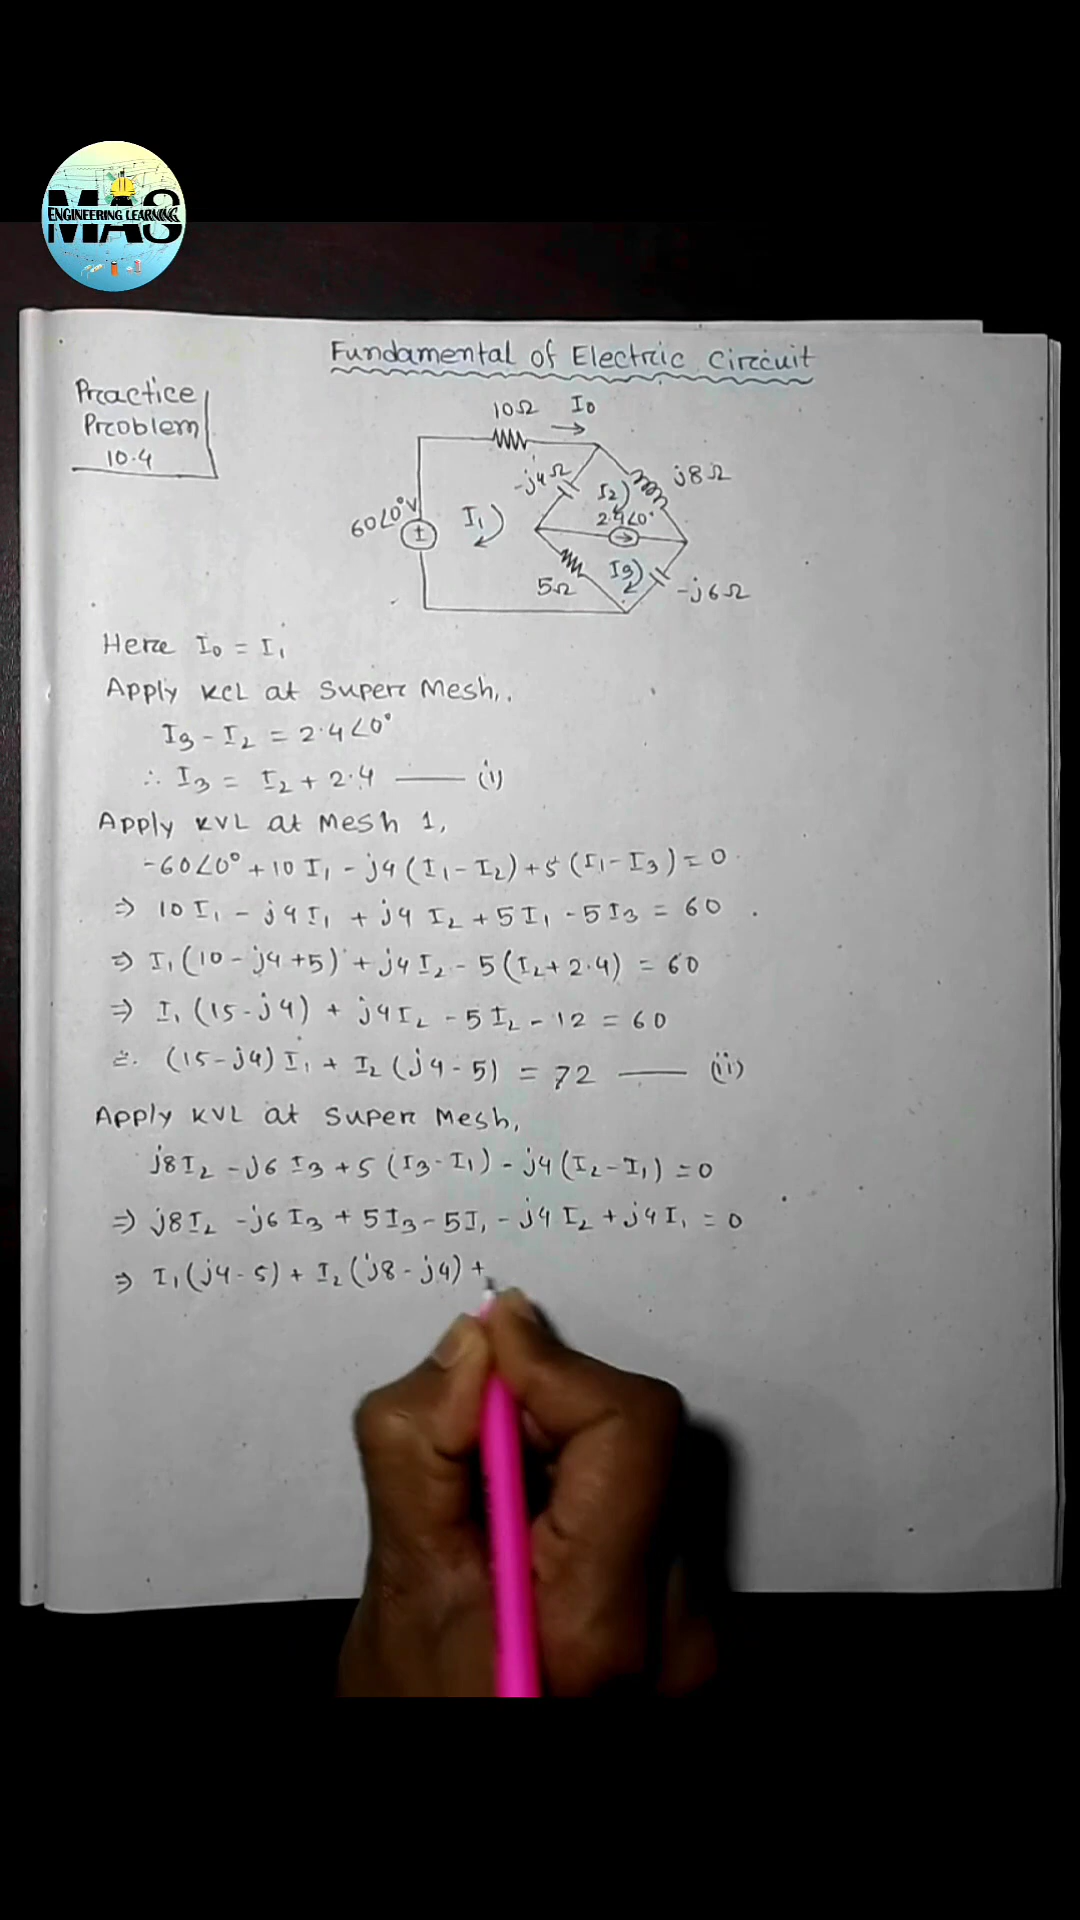 MAS
ENGINEERING LEARNING
Fundamental of Electric Circuit
Practice
Problem
10.4
10Ω I₀
-j4Ω
j8Ω
I₂
60∠0°V
I₁
2.4∠0°
±
I₃
5Ω
-j6Ω
Here I₀ = I₁
Apply KCL at Super Mesh,.
I₃ - I₂ = 2.4∠0°
∴ I₃ = I₂ + 2.4 —— (i)
Apply KVL at Mesh 1,
-60∠0° + 10 I₁ - j4 (I₁ - I₂) + 5 (I₁ - I₃) = 0
⇒ 10 I₁ - j4 I₁ + j4 I₂ + 5 I₁ - 5 I₃ = 60
⇒ I₁ (10 - j4 + 5) + j4 I₂ - 5 (I₂ + 2.4) = 60
⇒ I₁ (15 - j4) + j4 I₂ - 5 I₂ - 12 = 60
∴ (15 - j4) I₁ + I₂ (j4 - 5) = 72 —— (ii)
Apply KVL at Super Mesh,
j8 I₂ - j6 I₃ + 5 (I₃ - I₁) - j4 (I₂ - I₁) = 0
⇒ j8 I₂ - j6 I₃ + 5 I₃ - 5 I₁ - j4 I₂ + j4 I₁ = 0
⇒ I₁ (j4 - 5) + I₂ (j8 - j4) +